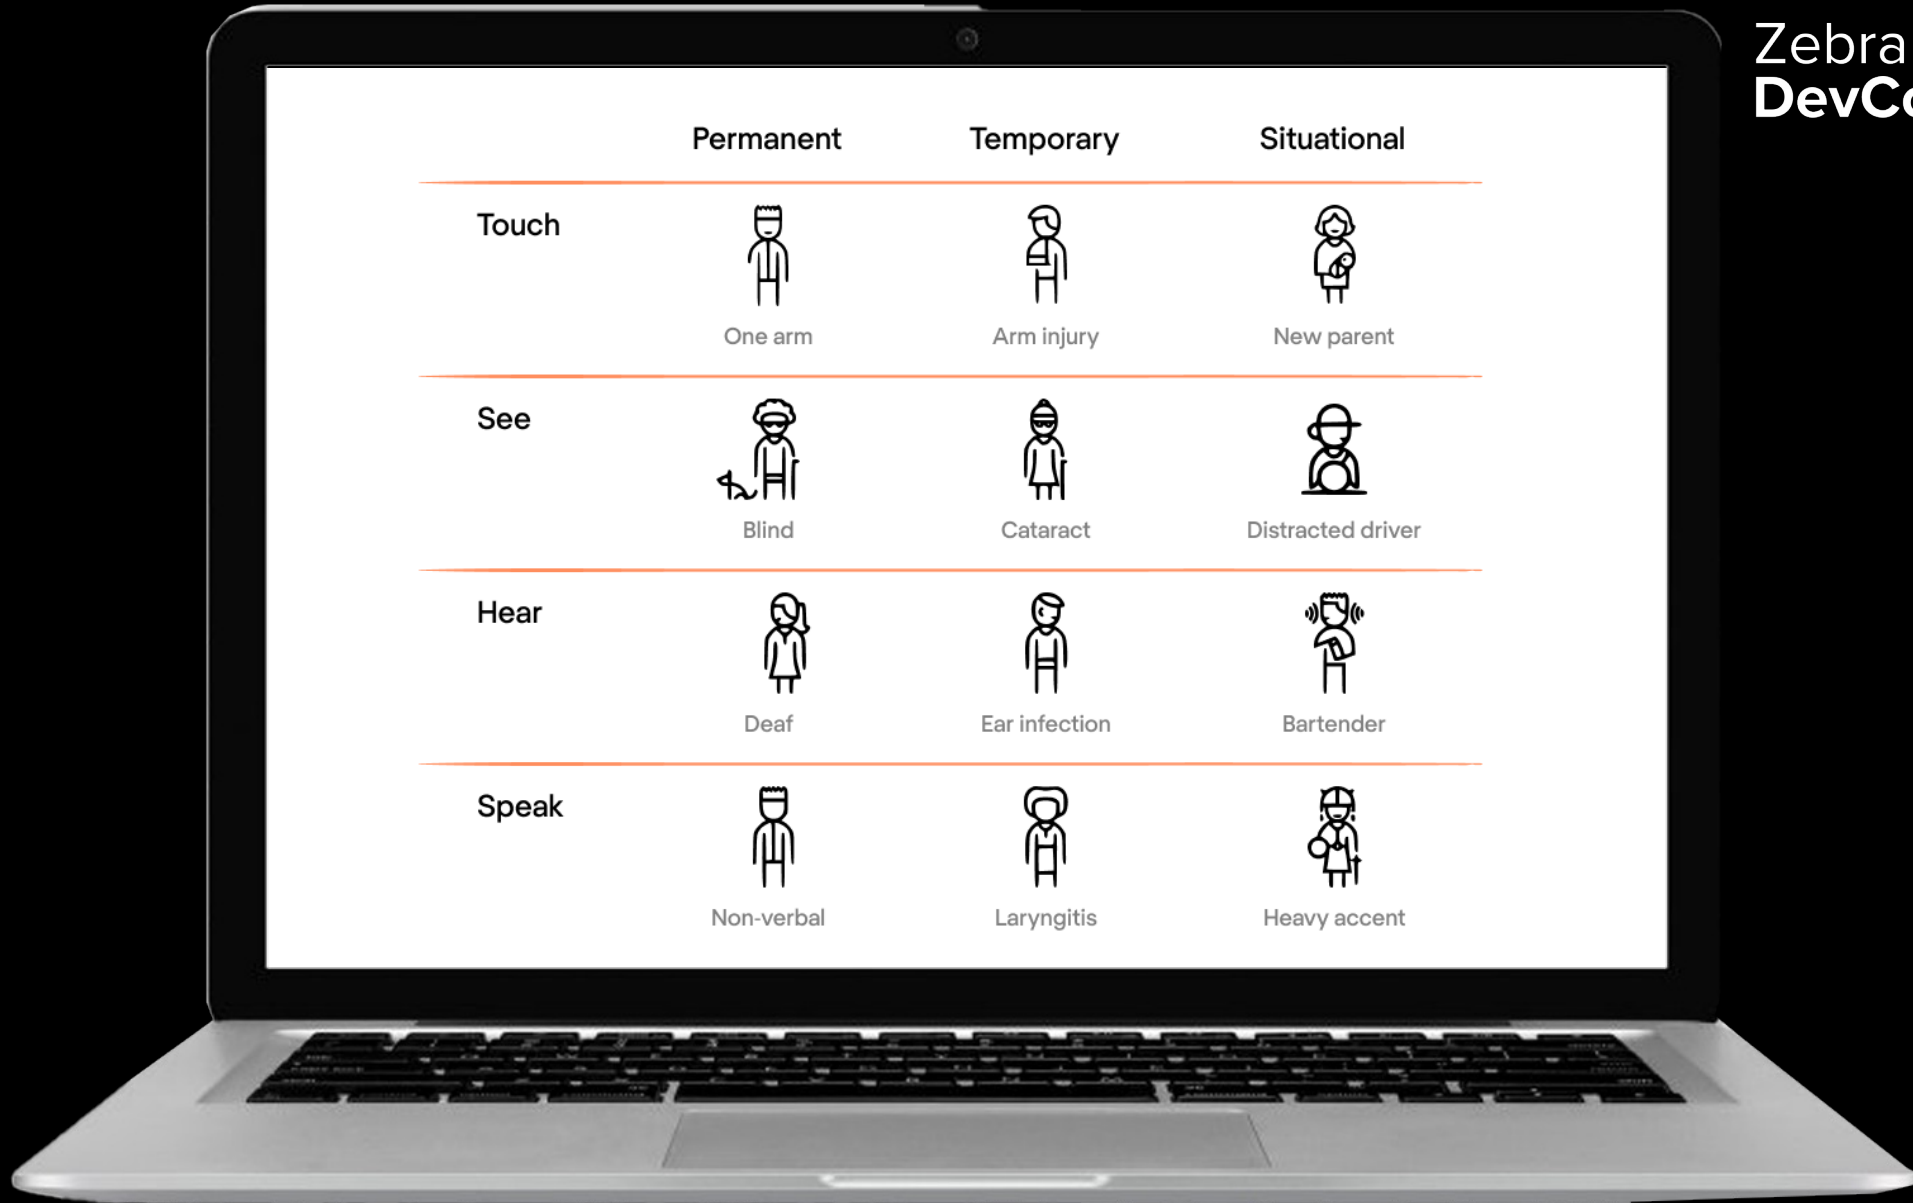 Zebra
DevCo
Permanent Temporary Situational
Touch
One arm Arm injury New parent
See
Blind Cataract Distracted driver
Hear
Deaf Ear infection Bartender
Speak
Non-verbal Laryngitis Heavy accent